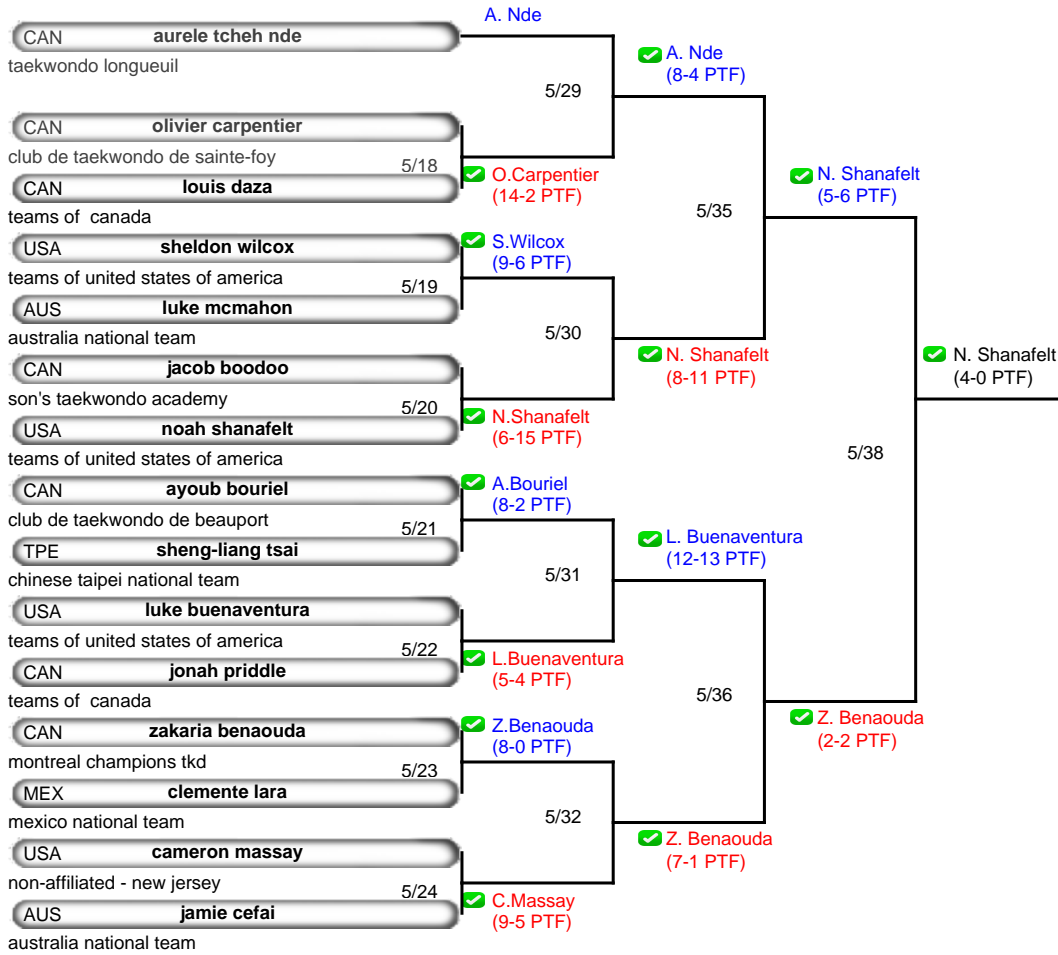 A. Nde
CAN aurele tcheh nde
taekwondo longueuil
A. Nde
(8-4 PTF)
5/29
CAN olivier carpentier
club de taekwondo de sainte-foy
5/18
O.Carpentier
(14-2 PTF)
CAN louis daza
teams of  canada
N. Shanafelt
(5-6 PTF)
5/35
USA sheldon wilcox
S.Wilcox
(9-6 PTF)
teams of united states of america
5/19
AUS luke mcmahon
australia national team
5/30
N. Shanafelt
(8-11 PTF)
N. Shanafelt
(4-0 PTF)
CAN jacob boodoo
son's taekwondo academy
5/20
N.Shanafelt
(6-15 PTF)
USA noah shanafelt
teams of united states of america
5/38
CAN ayoub bouriel
A.Bouriel
(8-2 PTF)
club de taekwondo de beauport
5/21
TPE sheng-liang tsai
chinese taipei national team
5/31
L. Buenaventura
(12-13 PTF)
USA luke buenaventura
teams of united states of america
5/22
L.Buenaventura
(5-4 PTF)
CAN jonah priddle
teams of  canada
5/36
Z. Benaouda
(2-2 PTF)
CAN zakaria benaouda
Z.Benaouda
(8-0 PTF)
montreal champions tkd
5/23
MEX clemente lara
mexico national team
5/32
Z. Benaouda
(7-1 PTF)
USA cameron massay
non-affiliated - new jersey
5/24
C.Massay
(9-5 PTF)
AUS jamie cefai
australia national team